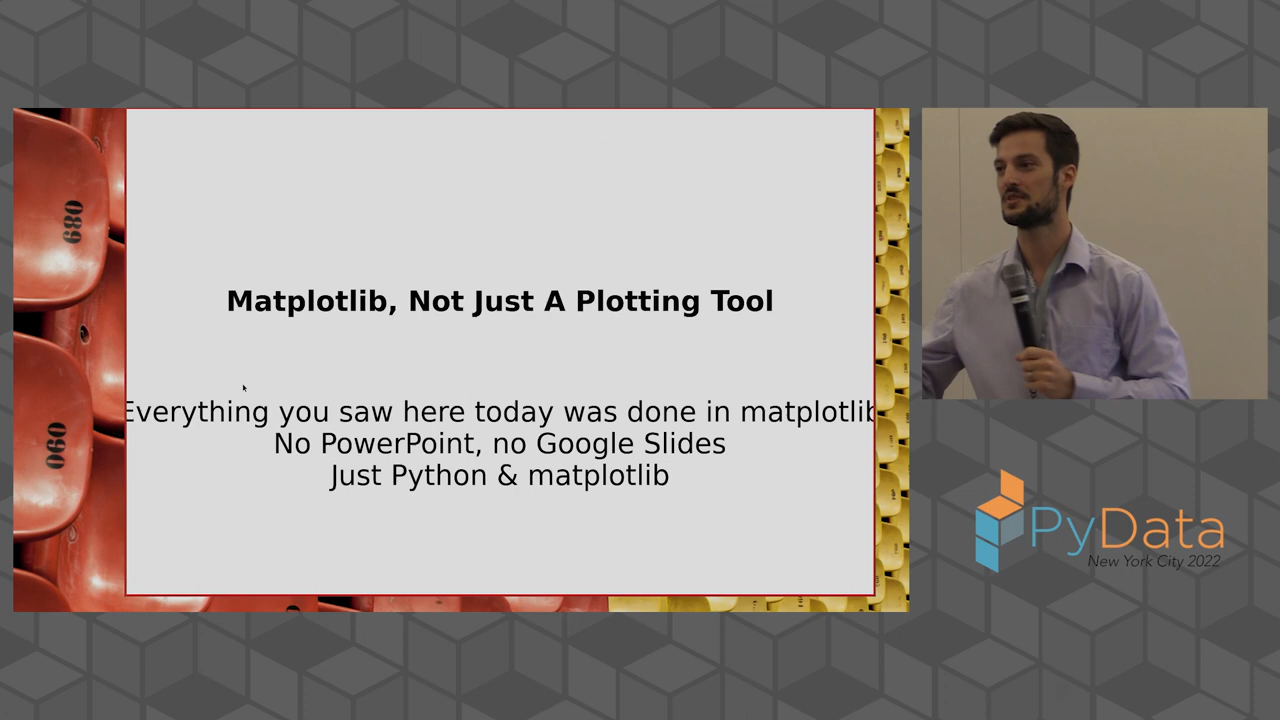 680
060
Matplotlib, Not Just A Plotting Tool
Everything you saw here today was done in matplotlib
No PowerPoint, no Google Slides
Just Python & matplotlib
PyData
New York City 2022